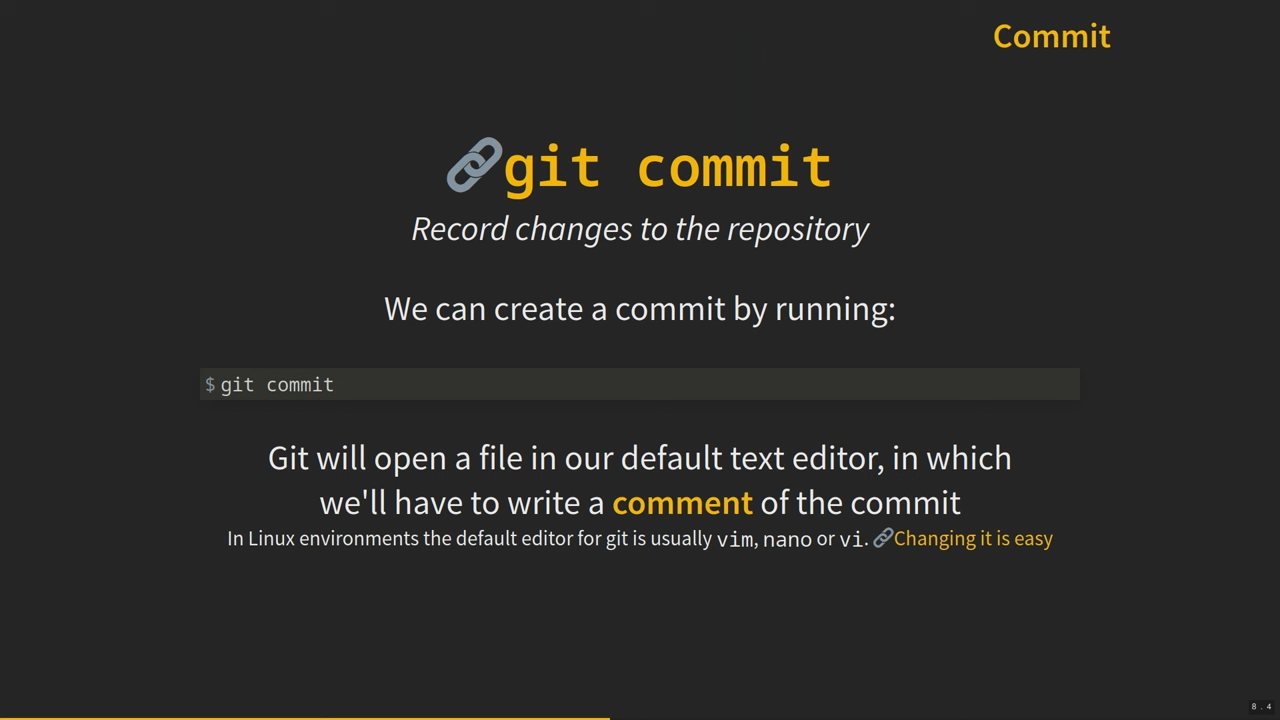 Commit
git commit
Record changes to the repository
We can create a commit by running:
$ git commit
Git will open a file in our default text editor, in which
we'll have to write a comment of the commit
In Linux environments the default editor for git is usually vim, nano or vi. Changing it is easy
8.4